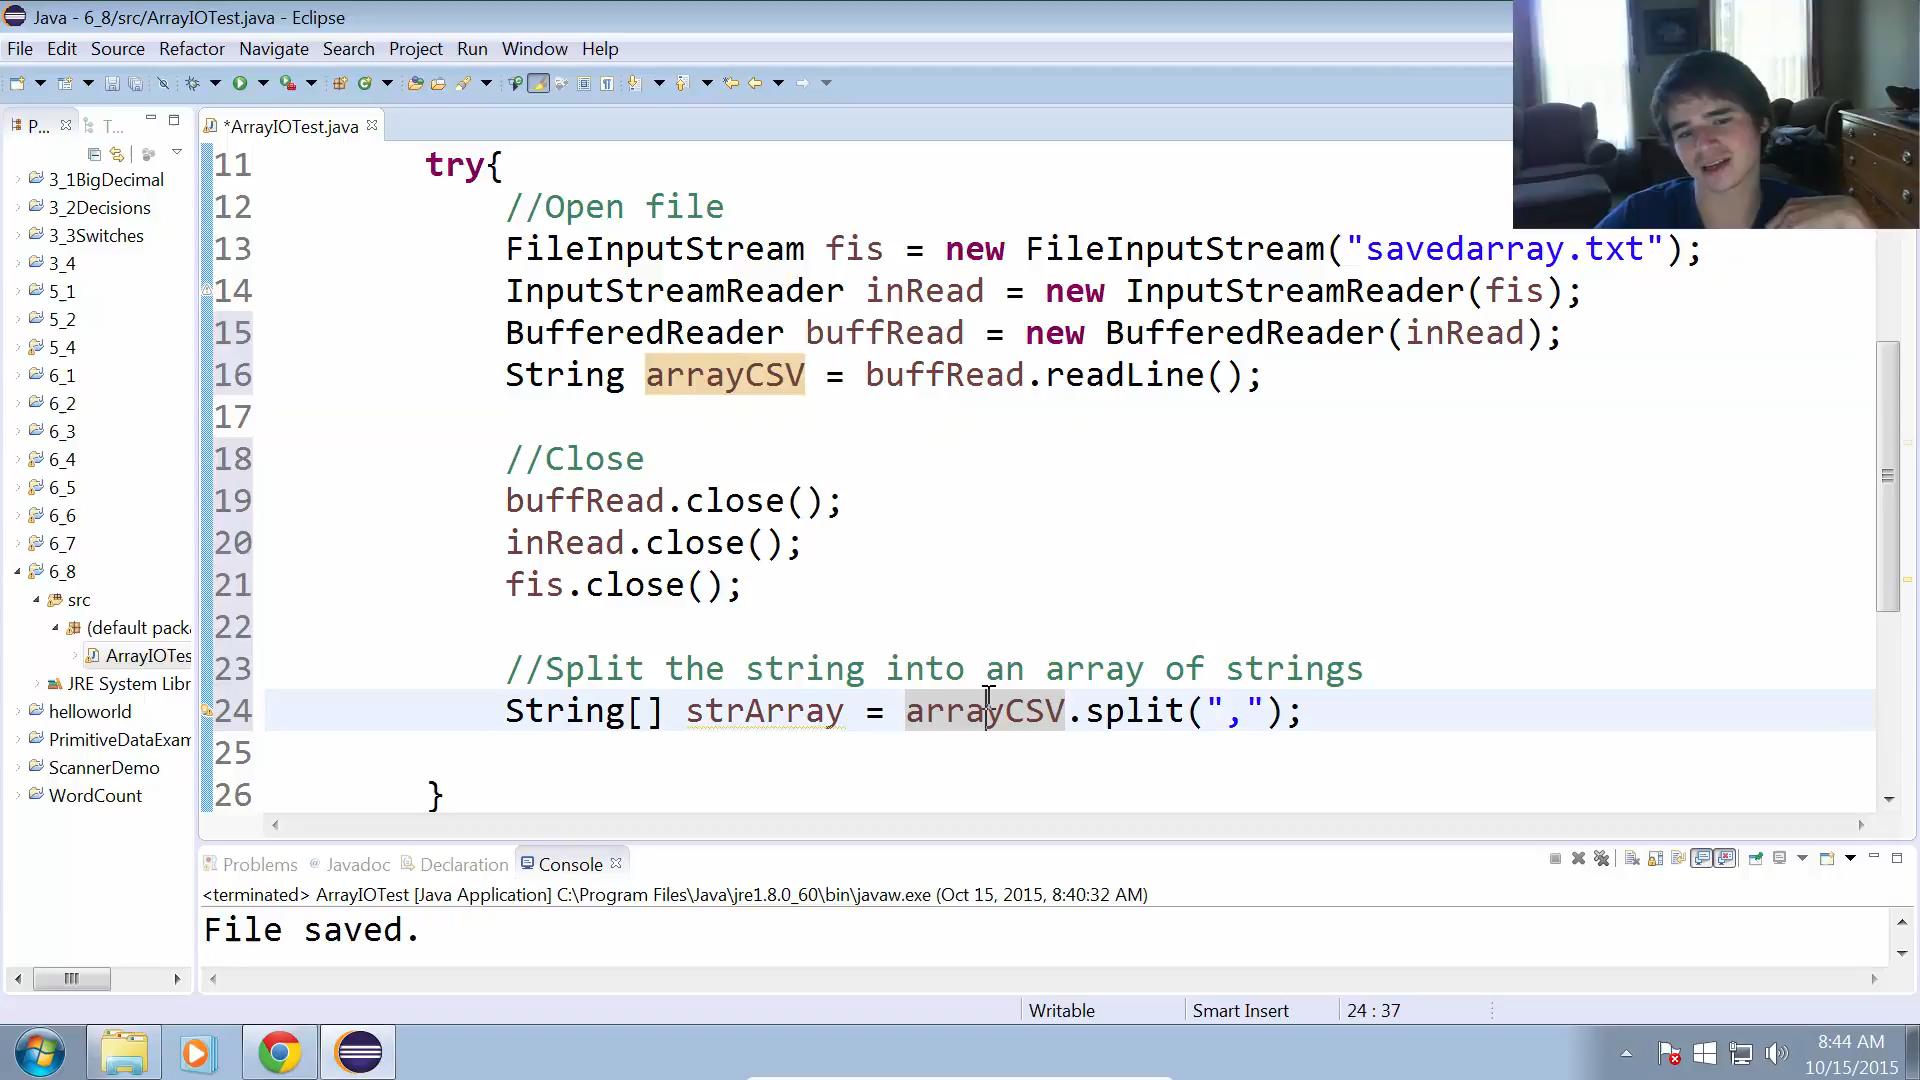 Java - 6_8/src/ArrayIOTest.java - Eclipse
File Edit Source Refactor Navigate Search Project Run Window Help
P... T...
*ArrayIOTest.java
3_1BigDecimal
3_2Decisions
3_3Switches
3_4
5_1
5_2
5_4
6_1
6_2
6_3
6_4
6_5
6_6
6_7
6_8
src
(default packa
ArrayIOTes
JRE System Libr
helloworld
PrimitiveDataExam
ScannerDemo
WordCount
11 try{
12 //Open file
13 FileInputStream fis = new FileInputStream("savedarray.txt");
14 InputStreamReader inRead = new InputStreamReader(fis);
15 BufferedReader buffRead = new BufferedReader(inRead);
16 String arrayCSV = buffRead.readLine();
17
18 //Close
19 buffRead.close();
20 inRead.close();
21 fis.close();
22
23 //Split the string into an array of strings
24 String[] strArray = arrayCSV.split(",");
25
26 }
Problems @ Javadoc Declaration Console
<terminated> ArrayIOTest [Java Application] C:\Program Files\Java\jre1.8.0_60\bin\javaw.exe (Oct 15, 2015, 8:40:32 AM)
File saved.
Writable Smart Insert 24 : 37
8:44 AM
10/15/2015